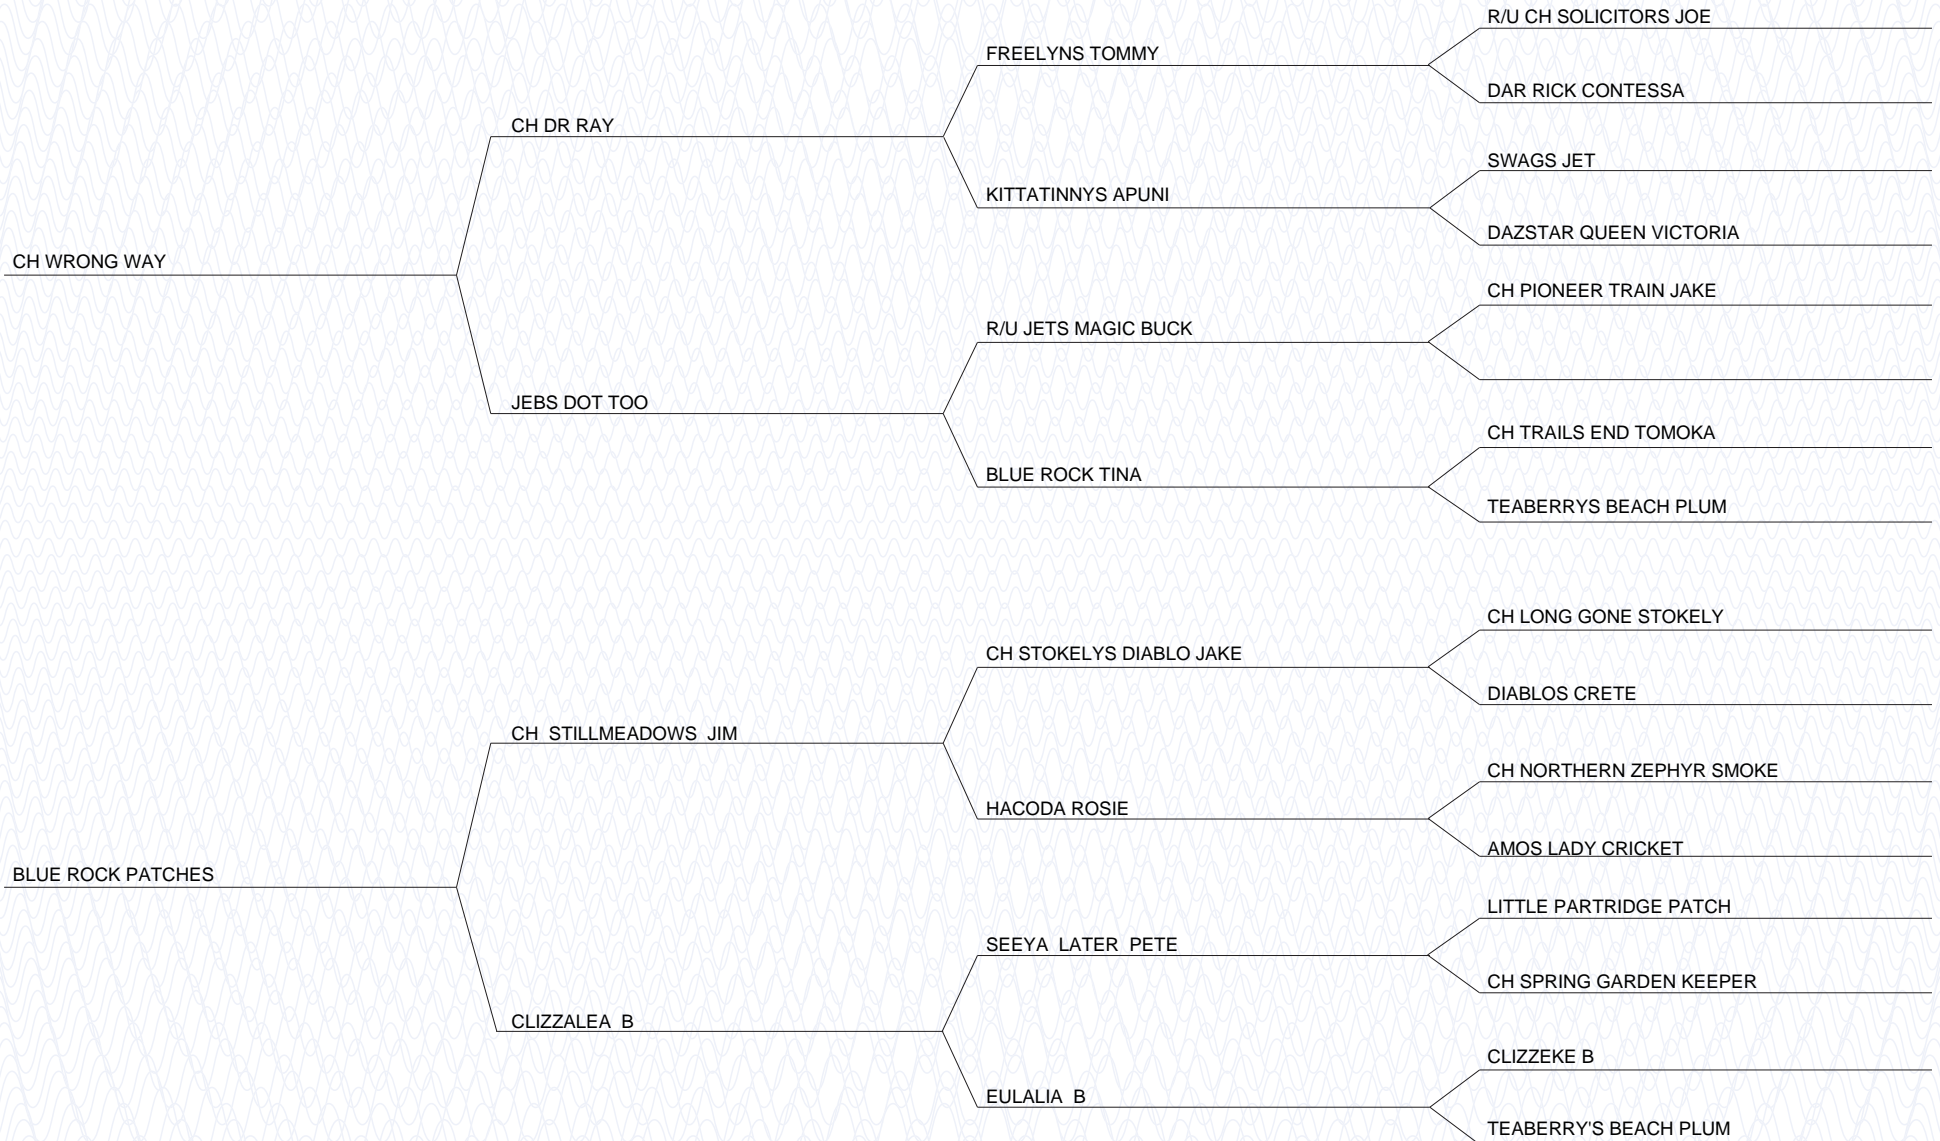 R/U CH SOLICITORS JOE
FREELYNS TOMMY
DAR RICK CONTESSA
CH DR RAY
SWAGS JET
KITTATINNYS APUNI
DAZSTAR QUEEN VICTORIA
CH WRONG WAY
CH PIONEER TRAIN JAKE
R/U JETS MAGIC BUCK
JEBS DOT TOO
CH TRAILS END TOMOKA
BLUE ROCK TINA
TEABERRYS BEACH PLUM
CH LONG GONE STOKELY
CH STOKELYS DIABLO JAKE
DIABLOS CRETE
CH  STILLMEADOWS  JIM
CH NORTHERN ZEPHYR SMOKE
HACODA ROSIE
AMOS LADY CRICKET
BLUE ROCK PATCHES
LITTLE PARTRIDGE PATCH
SEEYA  LATER  PETE
CH SPRING GARDEN KEEPER
CLIZZALEA  B
CLIZZEKE B
EULALIA  B
TEABERRY'S BEACH PLUM